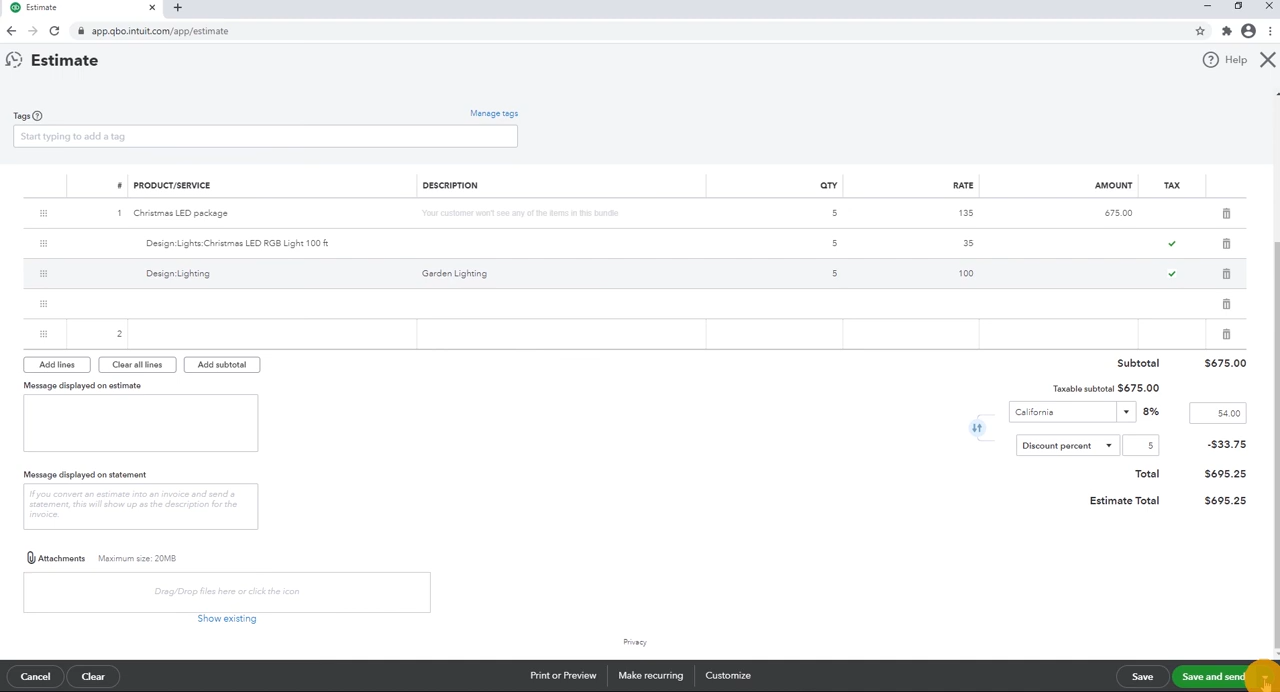 Estimate
app.qbo.intuit.com/app/estimate
Estimate
Help
Tags
Manage tags
Start typing to add a tag
# PRODUCT/SERVICE DESCRIPTION QTY RATE AMOUNT TAX
1 Christmas LED package Your customer won't see any of the items in this bundle 5 135 675.00
Design:Lights:Christmas LED RGB Light 100 ft 5 35
Design:Lighting Garden Lighting 5 100
2
Add lines Clear all lines Add subtotal Subtotal $675.00
Message displayed on estimate Taxable subtotal $675.00
California 8% 54.00
Discount percent 5 -$33.75
Message displayed on statement Total $695.25
If you convert an estimate into an invoice and send a
statement, this will show up as the description for the
invoice.
Estimate Total $695.25
Attachments Maximum size: 20MB
Drag/Drop files here or click the icon
Show existing
Privacy
Cancel Clear Print or Preview Make recurring Customize Save Save and send